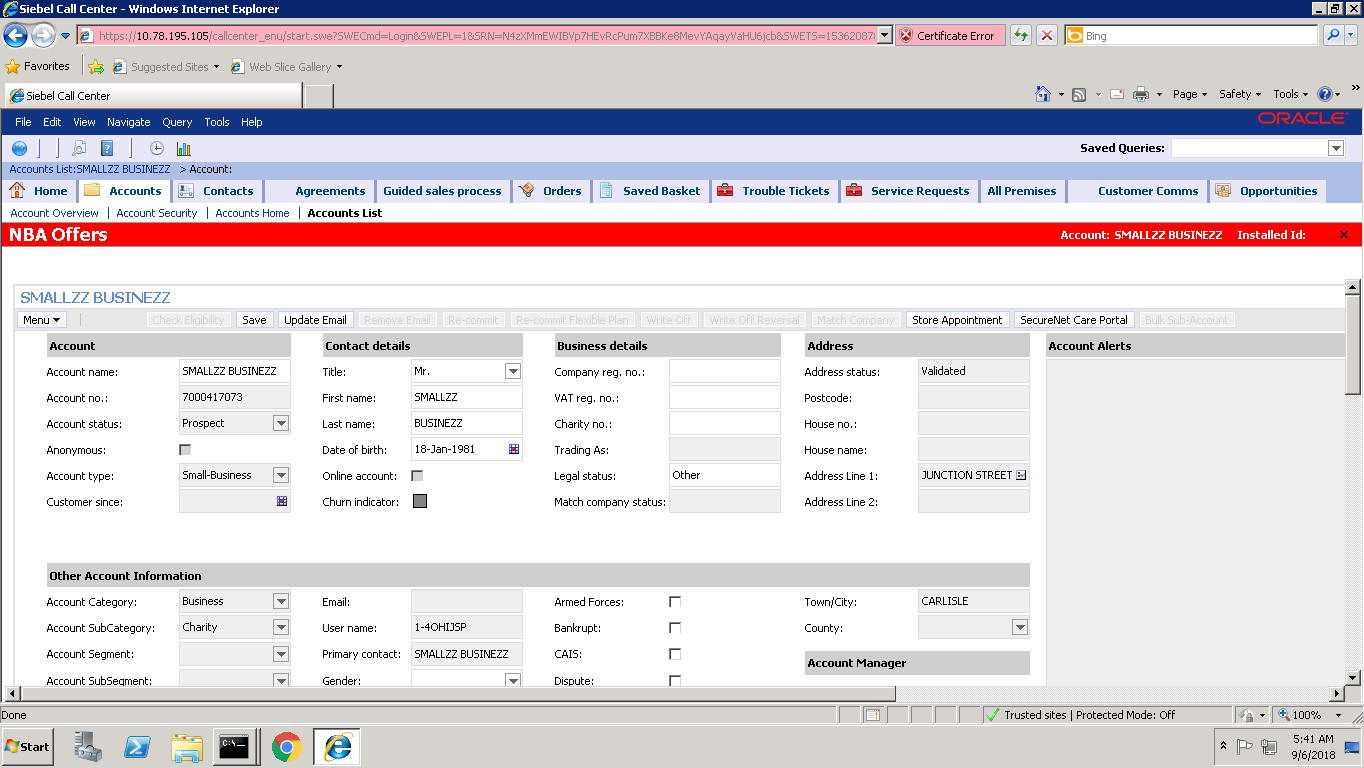 Siebel Call Center - Windows Internet Explorer
https://10.78.195.105/callcenter_enu/start.swe?SWECmd=Login&SWEPL=1&SRN=N4zXMmEWIBVp7HEvRcPum7XBBKe8MevYAqayVaHU6jcb&SWETS=1536208 Certificate Error Bing
Favorites Suggested Sites Web Slice Gallery
Siebel Call Center Page Safety Tools
File Edit View Navigate Query Tools Help ORACLE
Saved Queries:
Accounts List:SMALLZZ BUSINEZZ > Account:
Home Accounts Contacts Agreements Guided sales process Orders Saved Basket Trouble Tickets Service Requests All Premises Customer Comms Opportunities
Account Overview | Account Security | Accounts Home | Accounts List
NBA Offers Account: SMALLZZ BUSINEZZ Installed Id: ×
SMALLZZ BUSINEZZ
Menu Check Eligibility Save Update Email Remove Email Re-commit Re-commit Flexible Plan Write Off Write Off Reversal Match Company Store Appointment SecureNet Care Portal Bulk Sub-Account
Account Contact details Business details Address Account Alerts
Account name: SMALLZZ BUSINEZZ Title: Mr. Company reg. no.: Address status: Validated
Account no.: 7000417073 First name: SMALLZZ VAT reg. no.: Postcode:
Account status: Prospect Last name: BUSINEZZ Charity no.: House no.:
Anonymous: Date of birth: 18-Jan-1981 Trading As: House name:
Account type: Small-Business Online account: Legal status: Other Address Line 1: JUNCTION STREET
Customer since: Churn indicator: Match company status: Address Line 2:
Other Account Information
Account Category: Business Email: Armed Forces: Town/City: CARLISLE
Account SubCategory: Charity User name: 1-4OHIJSP Bankrupt: County:
Account Segment: Primary contact: SMALLZZ BUSINEZZ CAIS: Account Manager
Account SubSegment: Gender: Dispute:
Done Trusted sites | Protected Mode: Off 100%
Start C:\. 5:41 AM
9/6/2018